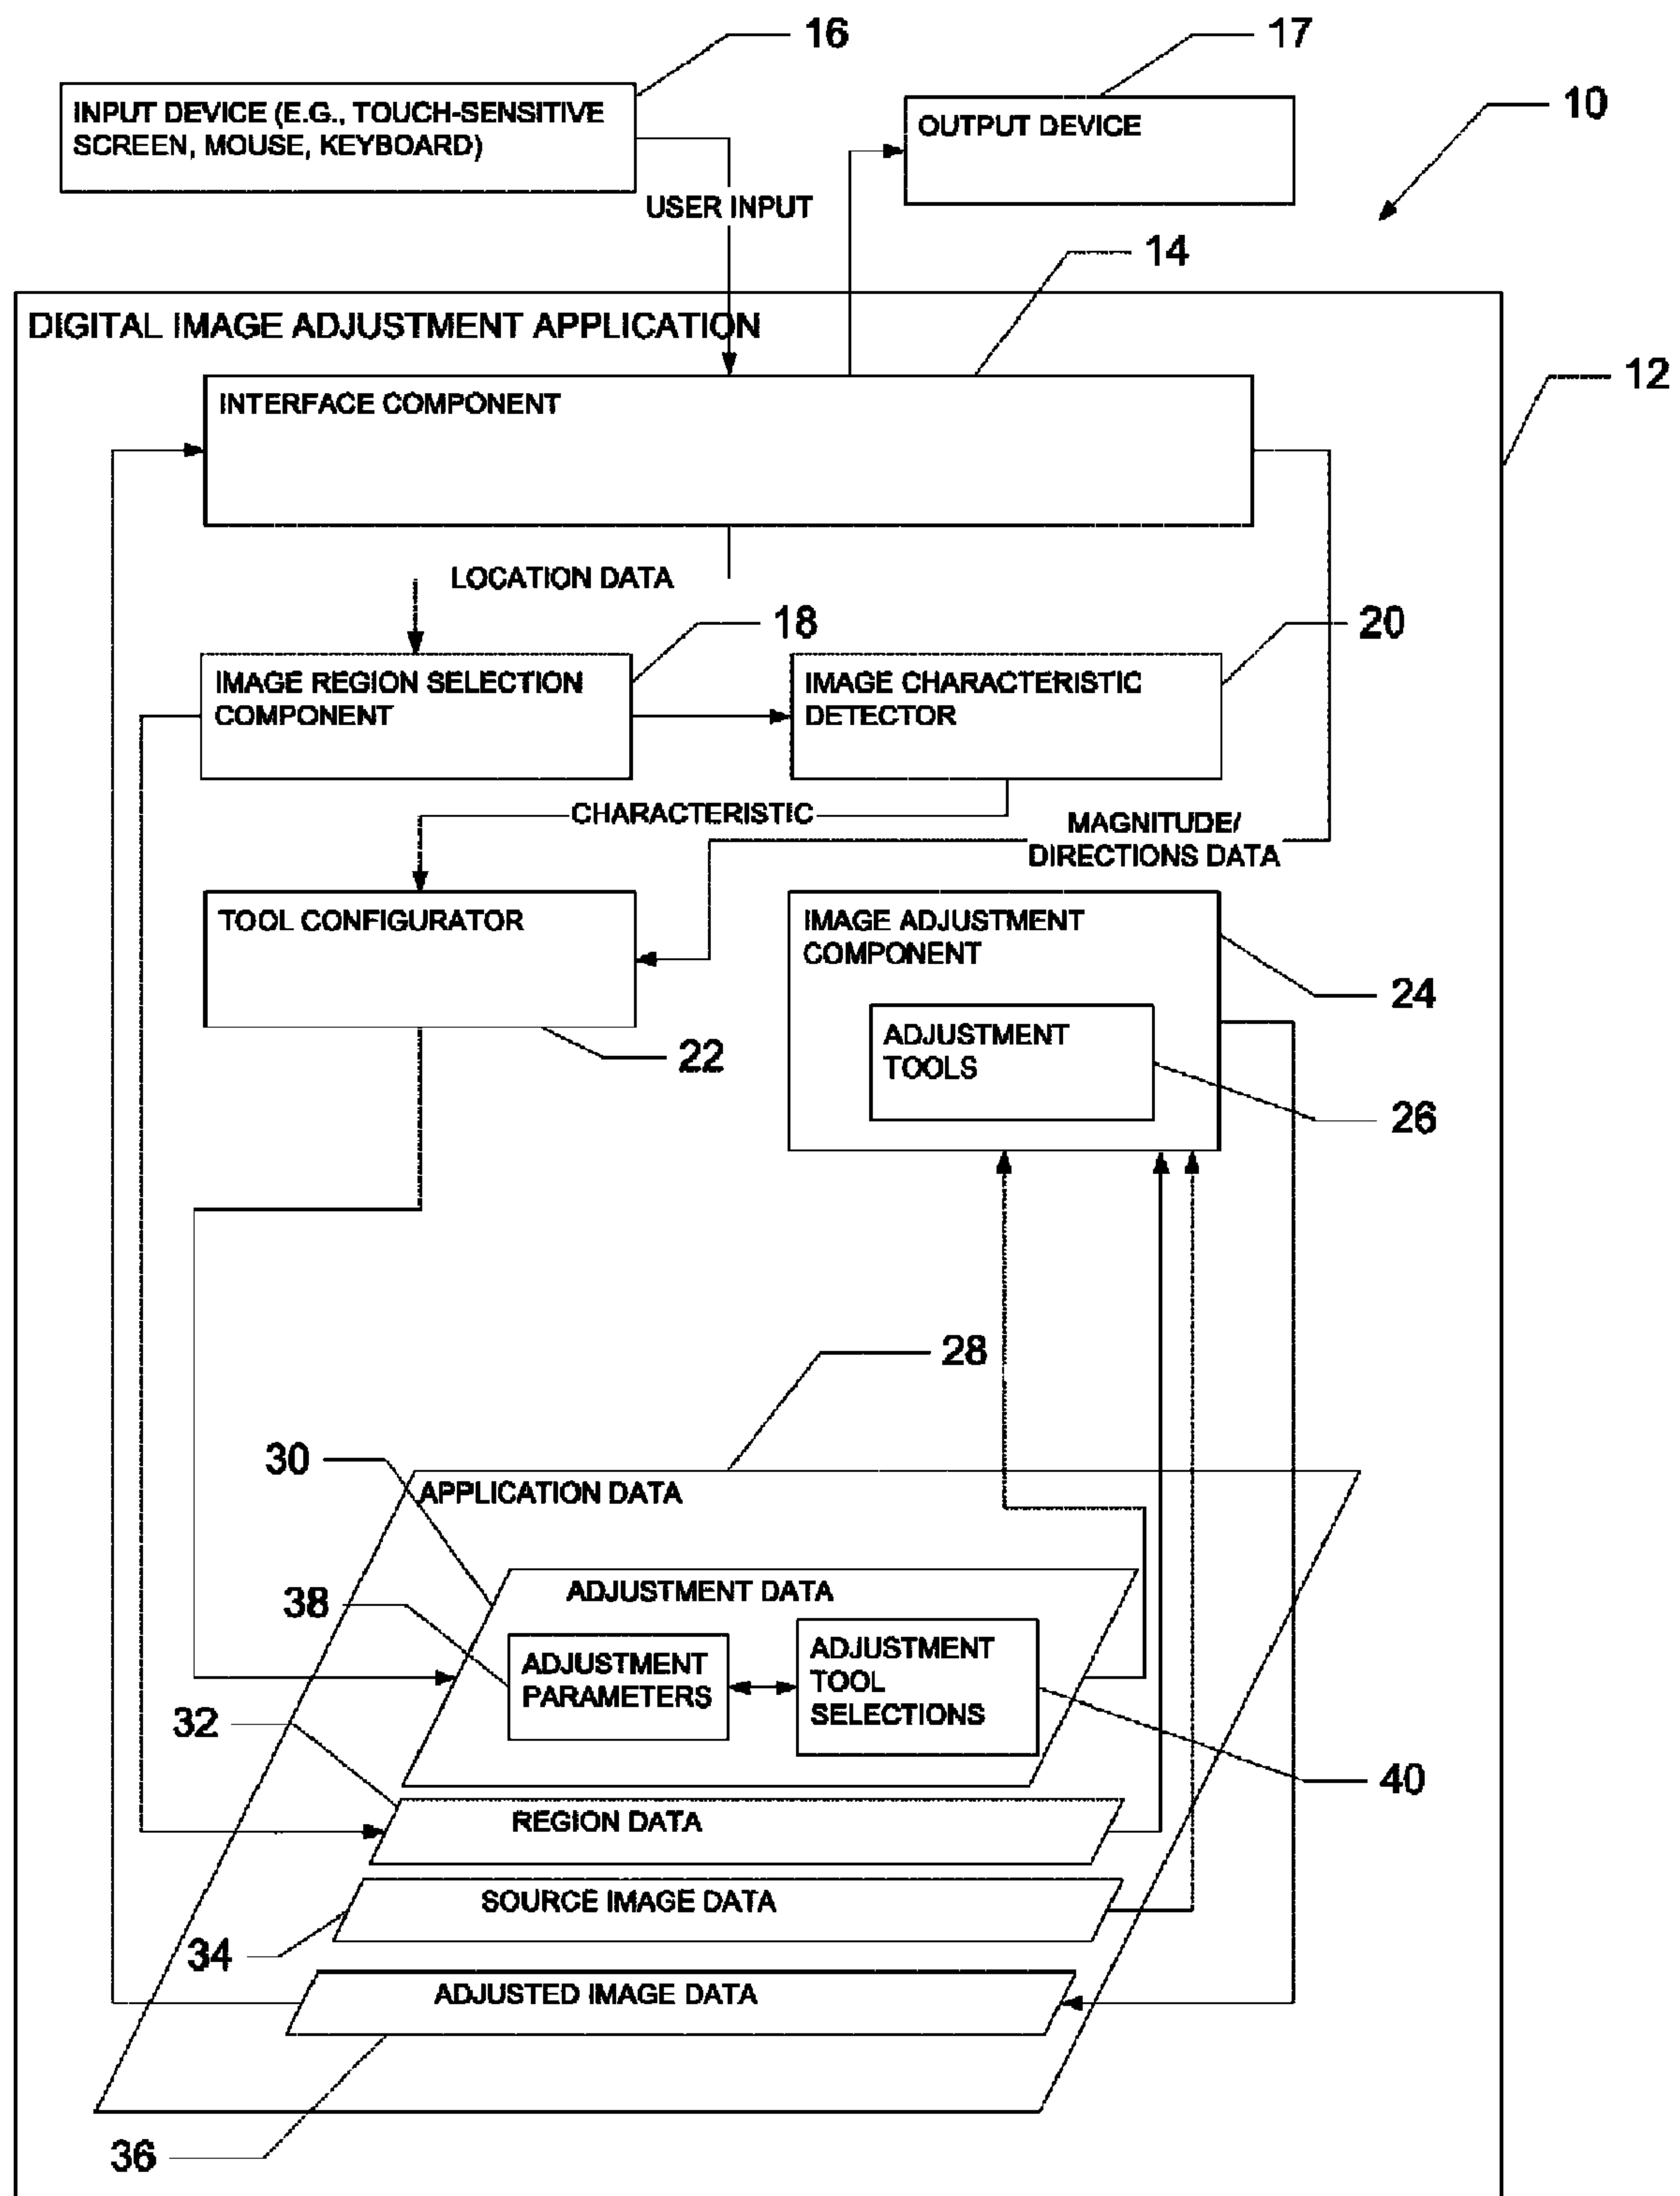 16
17
INPUT DEVICE (E.G., TOUCH-SENSITIVE
SCREEN, MOUSE, KEYBOARD)
OUTPUT DEVICE
10
USER INPUT
14
DIGITAL IMAGE ADJUSTMENT APPLICATION
12
INTERFACE COMPONENT
LOCATION DATA
18
20
IMAGE REGION SELECTION
COMPONENT
IMAGE CHARACTERISTIC
DETECTOR
CHARACTERISTIC
MAGNITUDE/
DIRECTIONS DATA
TOOL CONFIGURATOR
IMAGE ADJUSTMENT
COMPONENT
24
ADJUSTMENT
TOOLS
22
26
28
30
APPLICATION DATA
ADJUSTMENT DATA
38
ADJUSTMENT
PARAMETERS
ADJUSTMENT
TOOL
SELECTIONS
32
40
REGION DATA
SOURCE IMAGE DATA
34
ADJUSTED IMAGE DATA
36